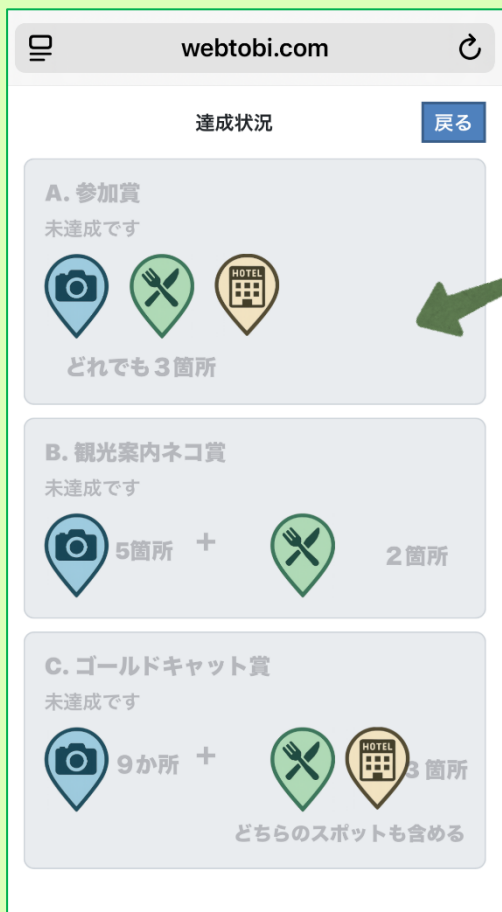 webtobi.com
達成状況
戻る
A. 参加賞
未達成です
HOTEL
どれでも３箇所
B. 観光案内ネコ賞
未達成です
5箇所 + ２箇所
C. ゴールドキャット賞
未達成です
HOTEL
9か所 + 3 箇所
どちらのスポットも含める